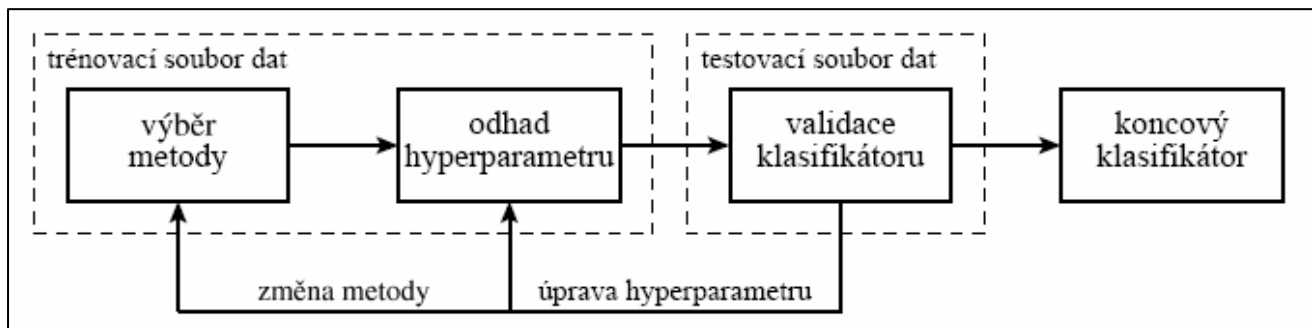 trénovací soubor dat
výběr
metody
odhad
hyperparametru
testovací soubor dat
validace
klasifikátoru
koncový
klasifikátor
změna metody
úprava hyperparametru